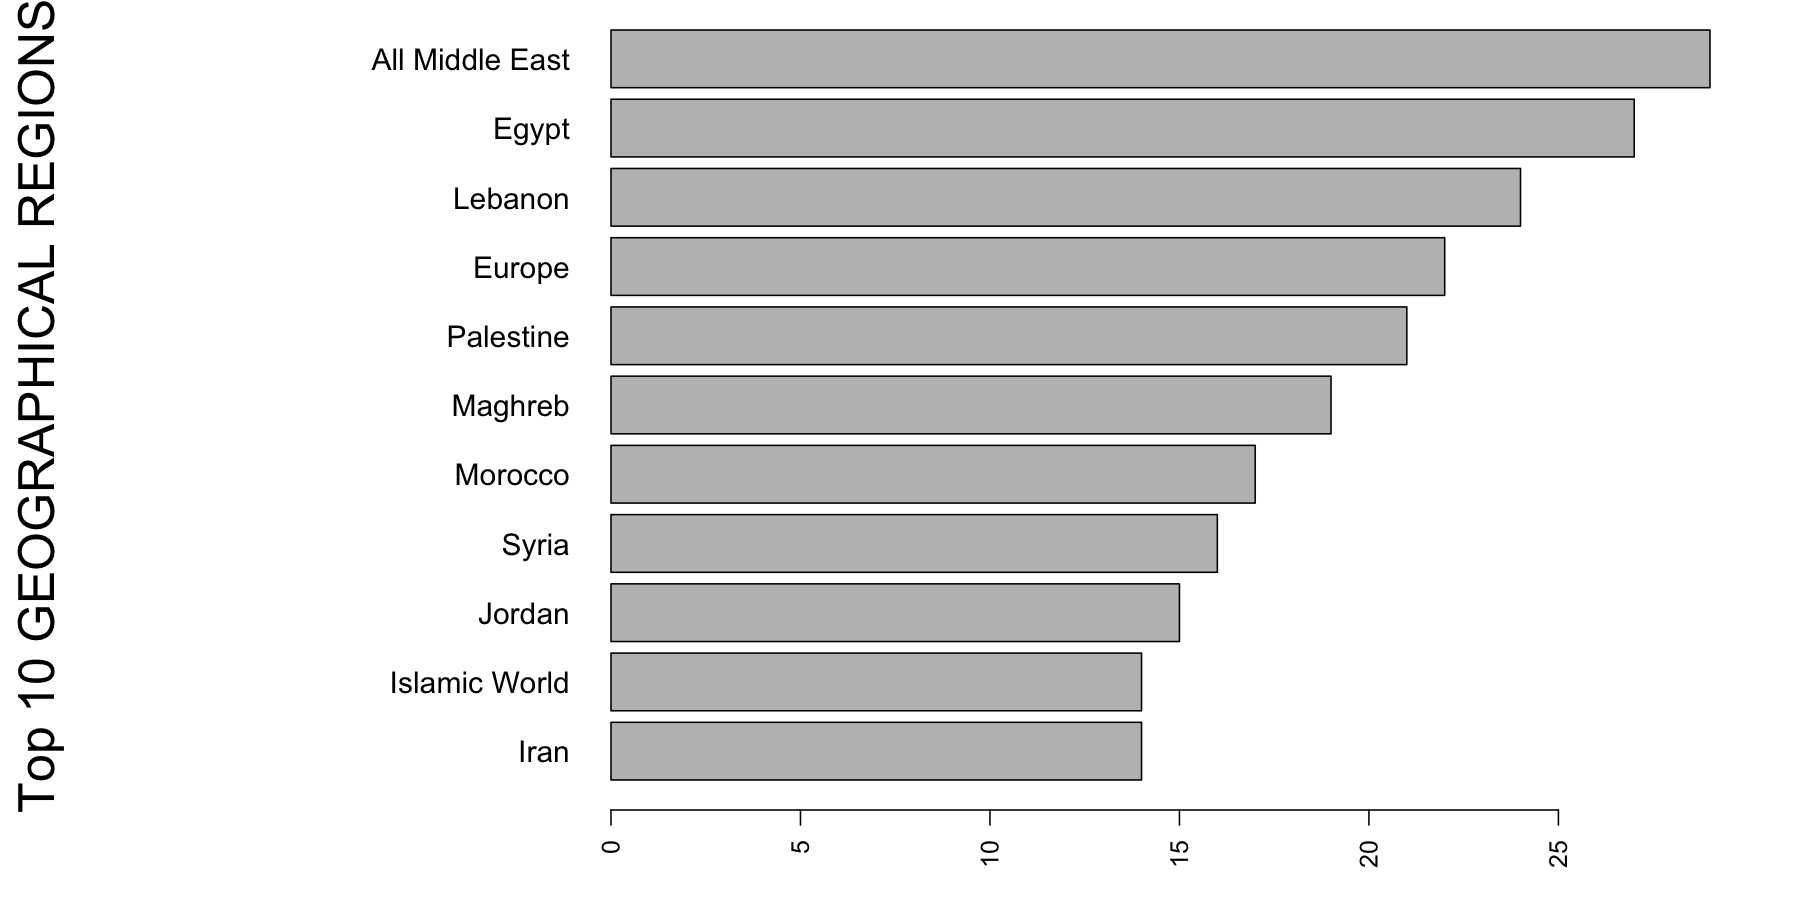 Top 10 GEOGRAPHICAL REGIONS
All Middle East
Egypt
Lebanon
Europe
Palestine
Maghreb
Morocco
Syria
Jordan
Islamic World
Iran
0 5 10 15 20 25